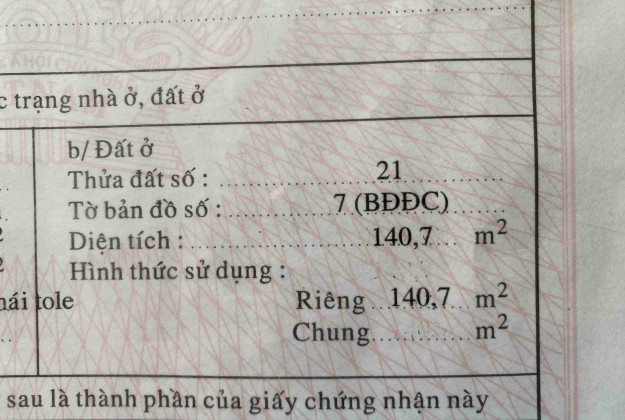 c trạng nhà ở, đất ở
b/ Đất ở
Thửa đất số : 21
Tờ bản đồ số : 7 (BĐĐC)
Diện tích : 140,7 m²
Hình thức sử dụng :
mái tole
Riêng 140,7 m²
Chung m²
sau là thành phần của giấy chứng nhận này